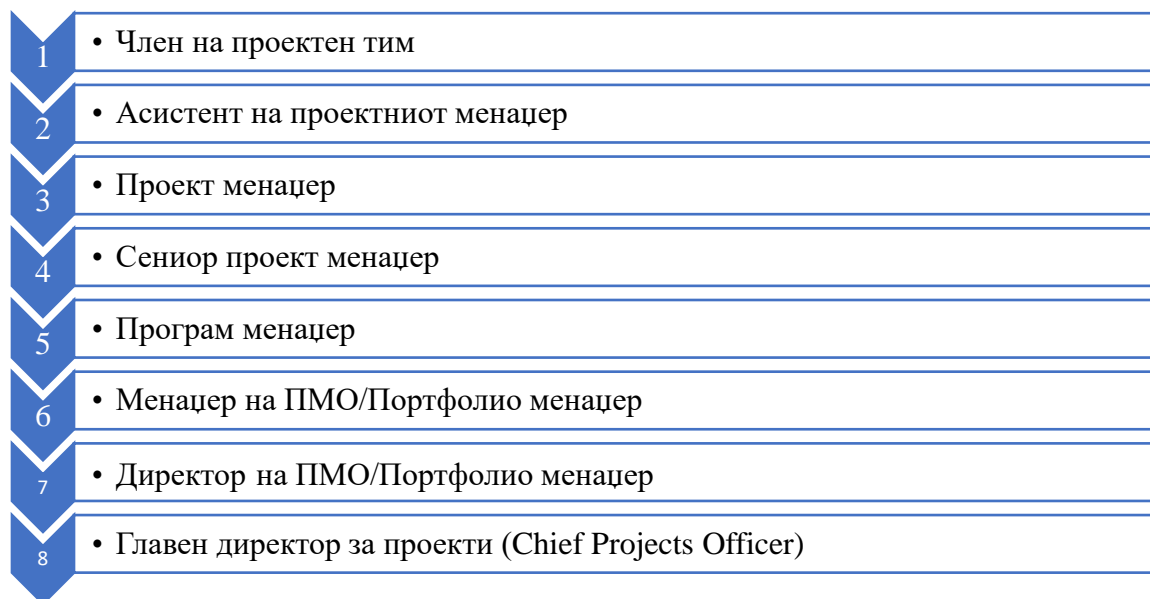 1 • Член на проектен тим
2 • Асистент на проектниот менаџер
3 • Проект менаџер
4 • Сениор проект менаџер
5 • Програм менаџер
6 • Менаџер на ПМО/Портфолио менаџер
7 • Директор на ПМО/Портфолио менаџер
8 • Главен директор за проекти (Chief Projects Officer)